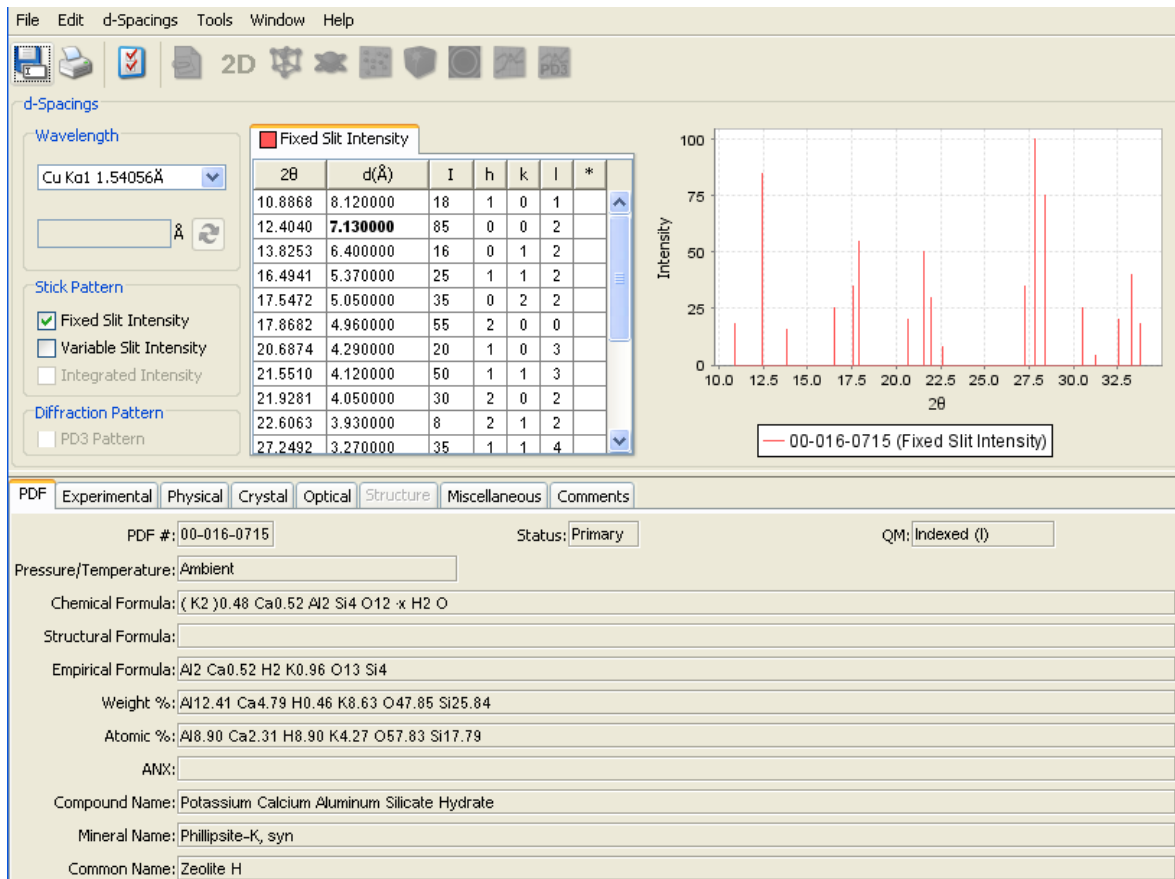 File Edit d-Spacings Tools Window Help
2D PD3
d-Spacings
Wavelength
Cu Ka1 1.54056Å
Å
Stick Pattern
Fixed Slit Intensity
Variable Slit Intensity
Integrated Intensity
Diffraction Pattern
PD3 Pattern
Fixed Slit Intensity
2θ d(Å) I h k l *
10.8868 8.120000 18 1 0 1
12.4040 7.130000 85 0 0 2
13.8253 6.400000 16 0 1 2
16.4941 5.370000 25 1 1 2
17.5472 5.050000 35 0 2 2
17.8682 4.960000 55 2 0 0
20.6874 4.290000 20 1 0 3
21.5510 4.120000 50 1 1 3
21.9281 4.050000 30 2 0 2
22.6063 3.930000 8 2 1 2
27.2492 3.270000 35 1 1 4
Intensity
100
75
50
25
0
10.0 12.5 15.0 17.5 20.0 22.5 25.0 27.5 30.0 32.5
2θ
00-016-0715 (Fixed Slit Intensity)
PDF Experimental Physical Crystal Optical Structure Miscellaneous Comments
PDF #: 00-016-0715 Status: Primary QM: Indexed (I)
Pressure/Temperature: Ambient
Chemical Formula: ( K2 )0.48 Ca0.52 Al2 Si4 O12 ·x H2 O
Structural Formula:
Empirical Formula: Al2 Ca0.52 H2 K0.96 O13 Si4
Weight %: Al12.41 Ca4.79 H0.46 K8.63 O47.85 Si25.84
Atomic %: Al8.90 Ca2.31 H8.90 K4.27 O57.83 Si17.79
ANX:
Compound Name: Potassium Calcium Aluminum Silicate Hydrate
Mineral Name: Phillipsite-K, syn
Common Name: Zeolite H